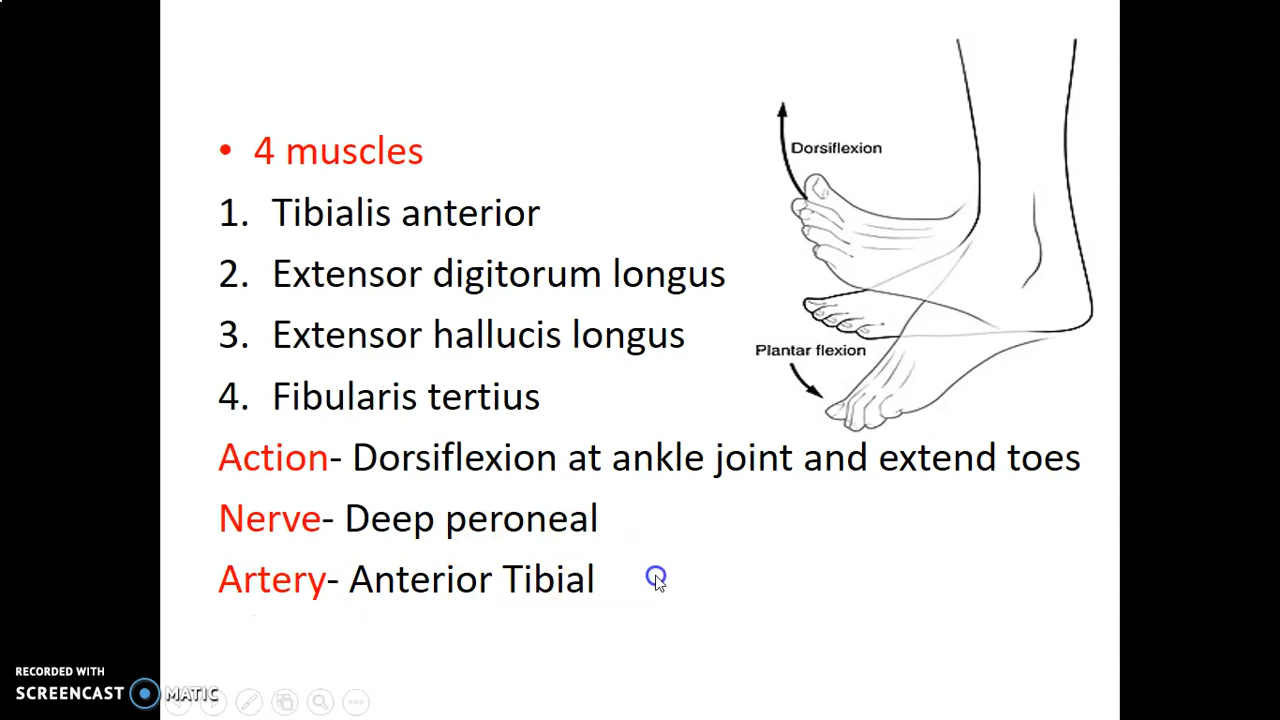 • 4 muscles
1. Tibialis anterior
2. Extensor digitorum longus
3. Extensor hallucis longus
4. Fibularis tertius
Action- Dorsiflexion at ankle joint and extend toes
Nerve- Deep peroneal
Artery- Anterior Tibial
Dorsiflexion
Plantar flexion
RECORDED WITH
SCREENCAST MATIC